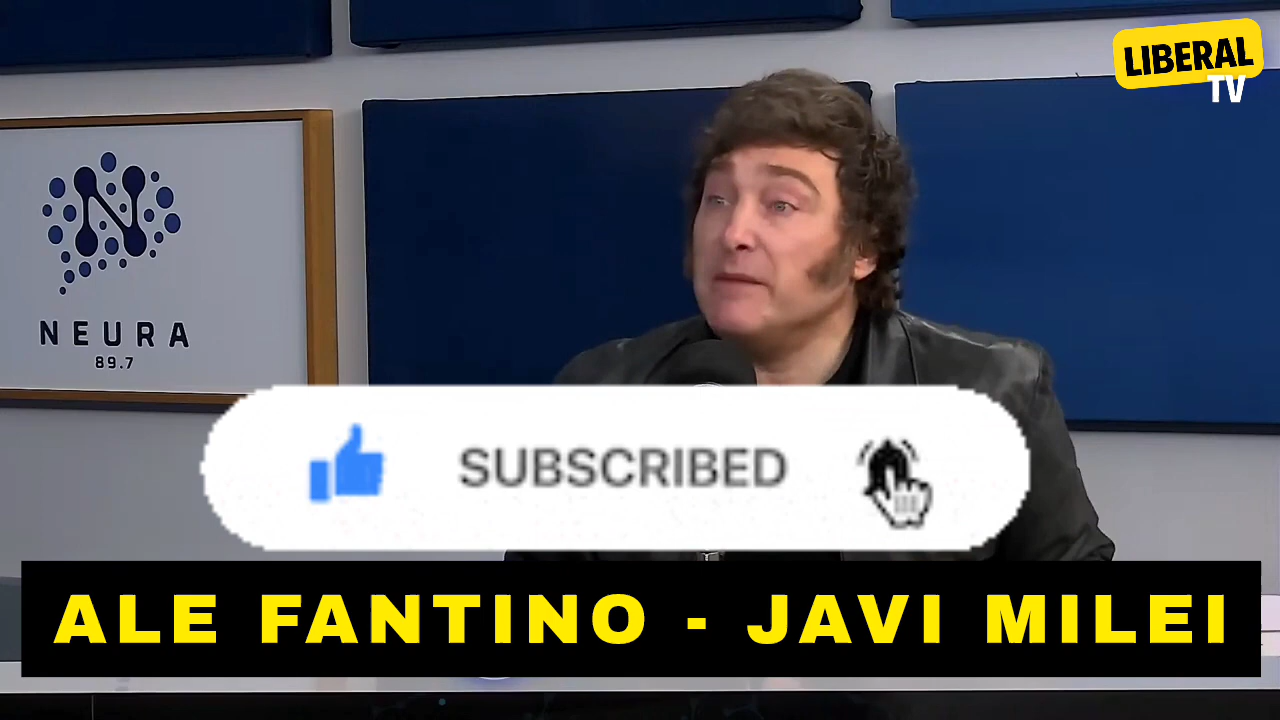 LIBERAL
TV
NEURA
89.7
SUBSCRIBED
ALE FANTINO - JAVI MILEI